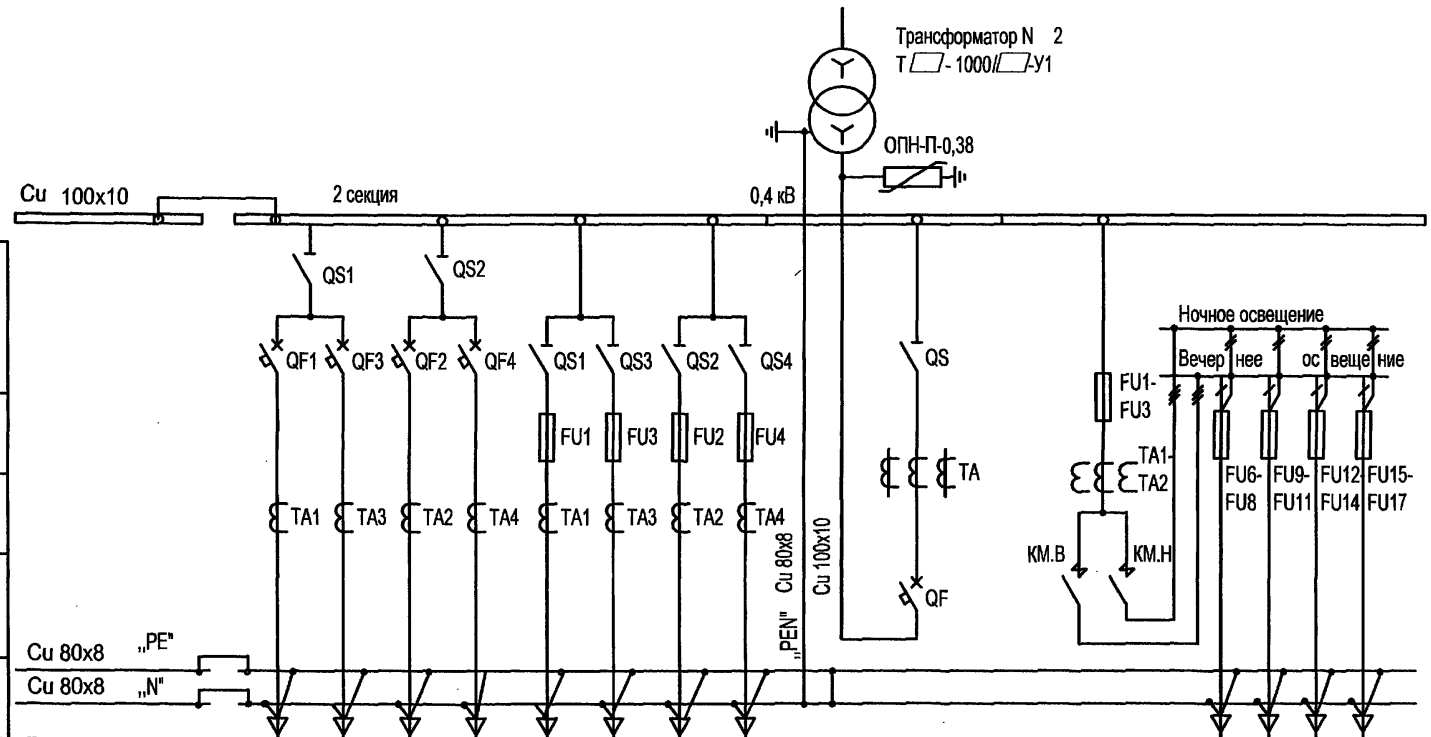 Трансформатор N 2
Т - 1000/ -У1
ОПН-П-0,38
Cu 100x10
2 секция
0,4 кВ
QS1
QS2
Ночное освещение
QF1
QF3
QF2
QF4
QS1
QS3
QS2
QS4
QS
Вечер нее ос веще ние
FU1-
FU3
FU1
FU3
FU2
FU4
TA
TA1-
TA2
FU6-
FU8
FU9-
FU11
FU12-
FU14
FU15-
FU17
TA1
TA3
TA2
TA4
TA1
TA3
TA2
TA4
„PEN" Cu 80x8
Cu 100x10
КМ.В
КМ.Н
QF
Cu 80x8 „PE"
Cu 80x8 „N"